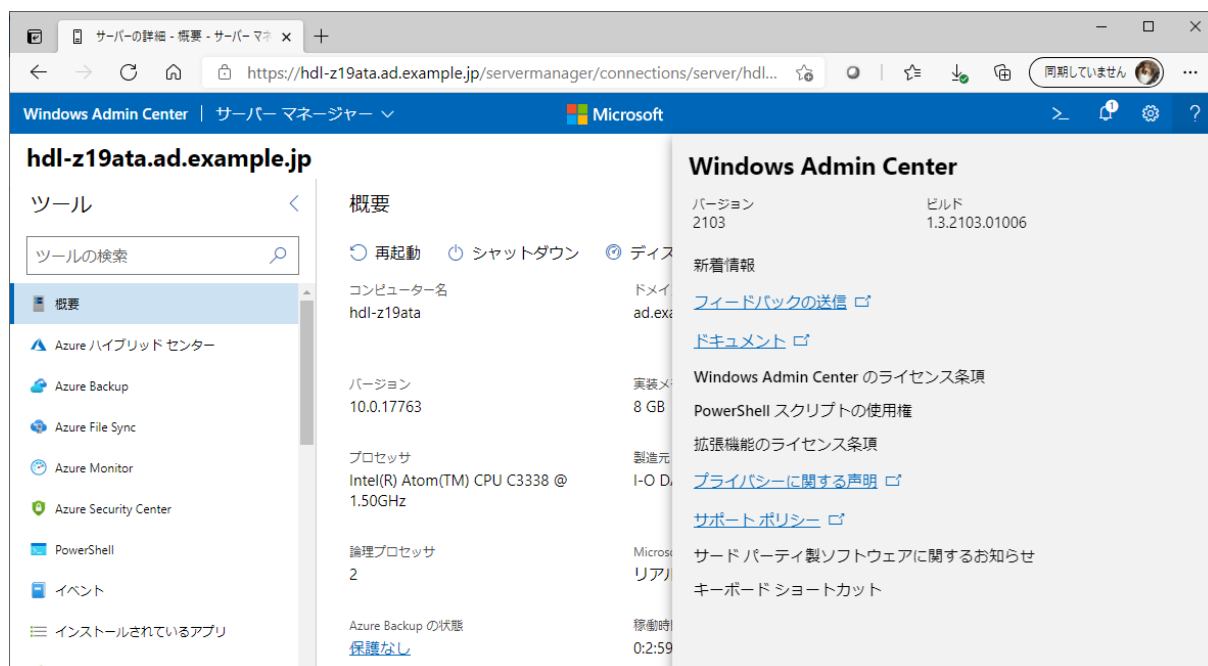 サーバーの詳細 - 概要 - サーバー マネ
https://hdl-z19ata.ad.example.jp/servermanager/connections/server/hdl...
同期していません
Windows Admin Center
サーバー マネージャー
Microsoft
1
hdl-z19ata.ad.example.jp
ツール
ツールの検索
概要
Azure ハイブリッド センター
Azure Backup
Azure File Sync
Azure Monitor
Azure Security Center
PowerShell
イベント
インストールされているアプリ
概要
再起動
シャットダウン
ディス
コンピューター名
hdl-z19ata
ドメイ
ad.exa
バージョン
10.0.17763
実装メ
8 GB
プロセッサ
Intel(R) Atom(TM) CPU C3338 @
1.50GHz
製造元
I-O D
論理プロセッサ
2
Microso
リアル
Azure Backup の状態
保護なし
稼働時
0:2:59
Windows Admin Center
バージョン
2103
ビルド
1.3.2103.01006
新着情報
フィードバックの送信
ドキュメント
Windows Admin Center のライセンス条項
PowerShell スクリプトの使用権
拡張機能のライセンス条項
プライバシーに関する声明
サポート ポリシー
サード パーティ製ソフトウェアに関するお知らせ
キーボード ショートカット